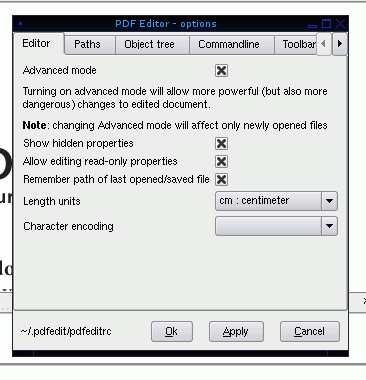 PDF Editor - options
Editor Paths Object tree Commandline Toolbar
Advanced mode
Turning on advanced mode will allow more powerful (but also more
dangerous) changes to edited document.
Note: changing Advanced mode will affect only newly opened files
Show hidden properties
Allow editing read-only properties
Remember path of last opened/saved file
Length units cm : centimeter
Character encoding
~/.pdfedit/pdfeditrc Ok Apply Cancel